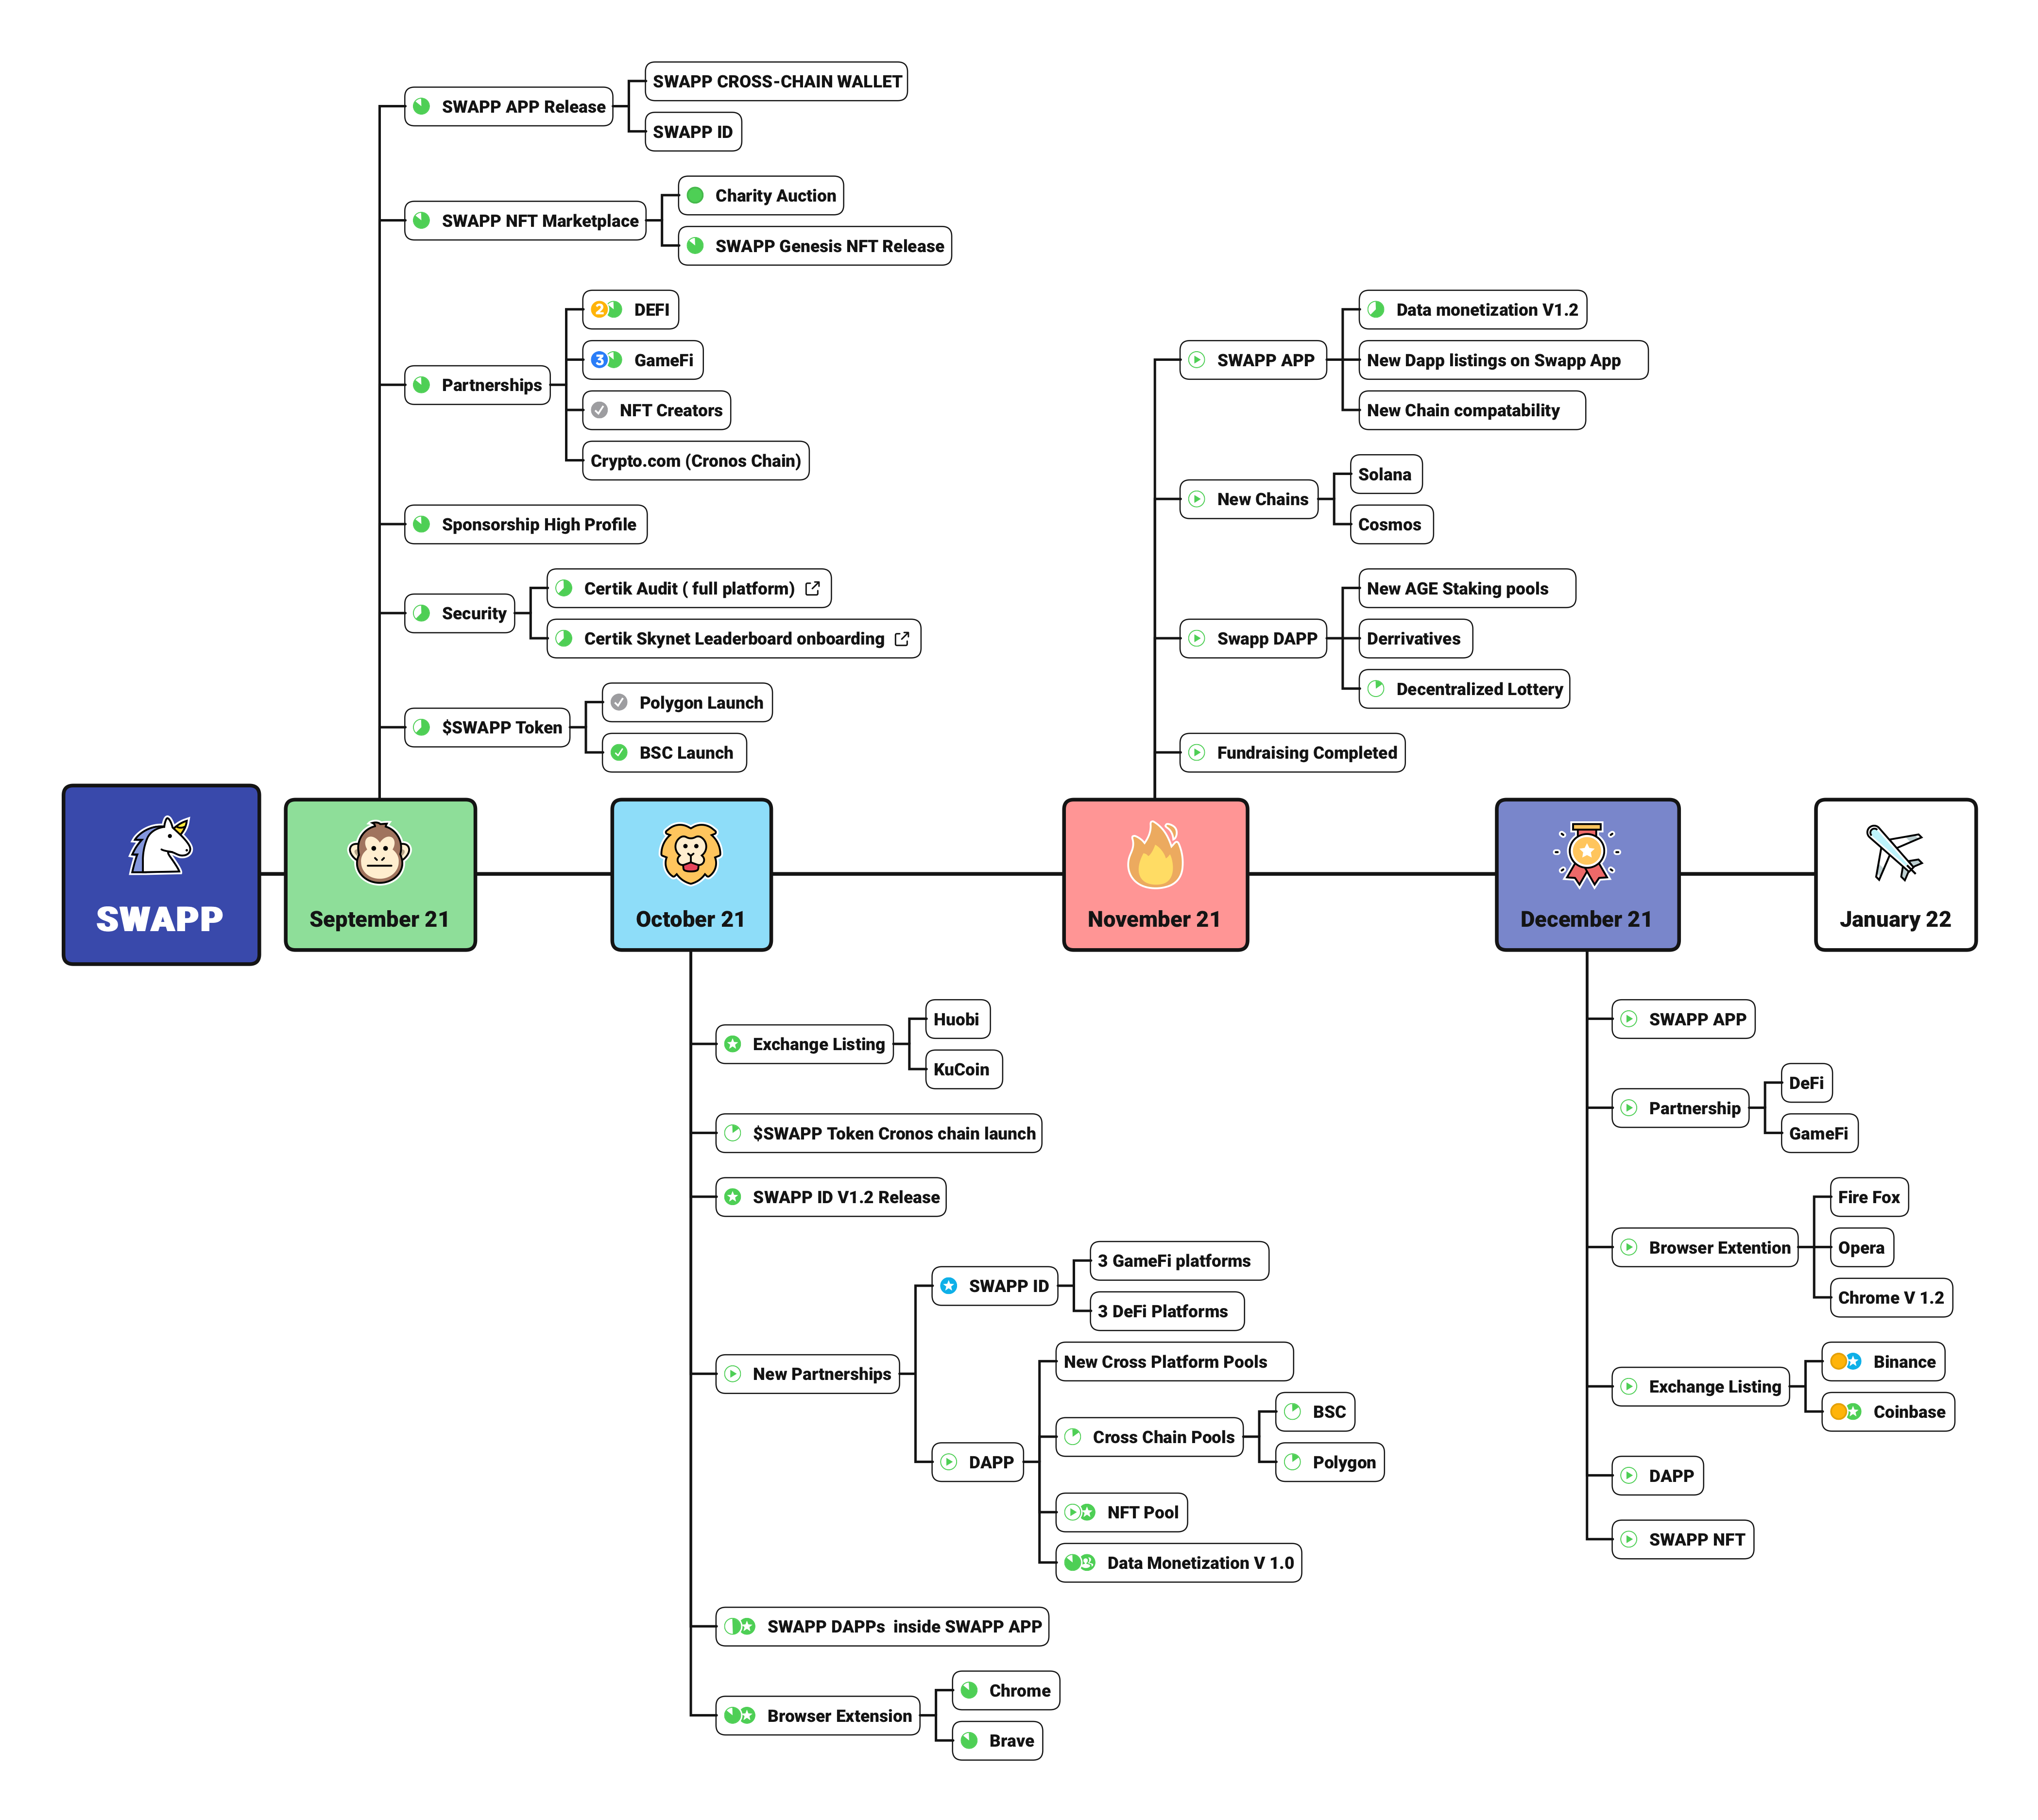 SWAPP CROSS-CHAIN WALLET
SWAPP APP Release
SWAPP ID
Charity Auction
SWAPP NFT Marketplace
SWAPP Genesis NFT Release
2 DEFI
3 GameFi
Partnerships
NFT Creators
Crypto.com (Cronos Chain)
Sponsorship High Profile
Certik Audit ( full platform)
Security
Certik Skynet Leaderboard onboarding
Polygon Launch
$SWAPP Token
BSC Launch
Data monetization V1.2
SWAPP APP
New Dapp listings on Swapp App
New Chain compatability
Solana
New Chains
Cosmos
New AGE Staking pools
Swapp DAPP
Derrivatives
Decentralized Lottery
Fundraising Completed
SWAPP
September 21
October 21
November 21
December 21
January 22
Huobi
Exchange Listing
KuCoin
$SWAPP Token Cronos chain launch
SWAPP ID V1.2 Release
3 GameFi platforms
SWAPP ID
3 DeFi Platforms
New Partnerships
New Cross Platform Pools
BSC
Cross Chain Pools
DAPP
Polygon
NFT Pool
Data Monetization V 1.0
SWAPP DAPPs inside SWAPP APP
Chrome
Browser Extension
Brave
SWAPP APP
DeFi
Partnership
GameFi
Fire Fox
Browser Extention
Opera
Chrome V 1.2
Binance
Exchange Listing
Coinbase
DAPP
SWAPP NFT